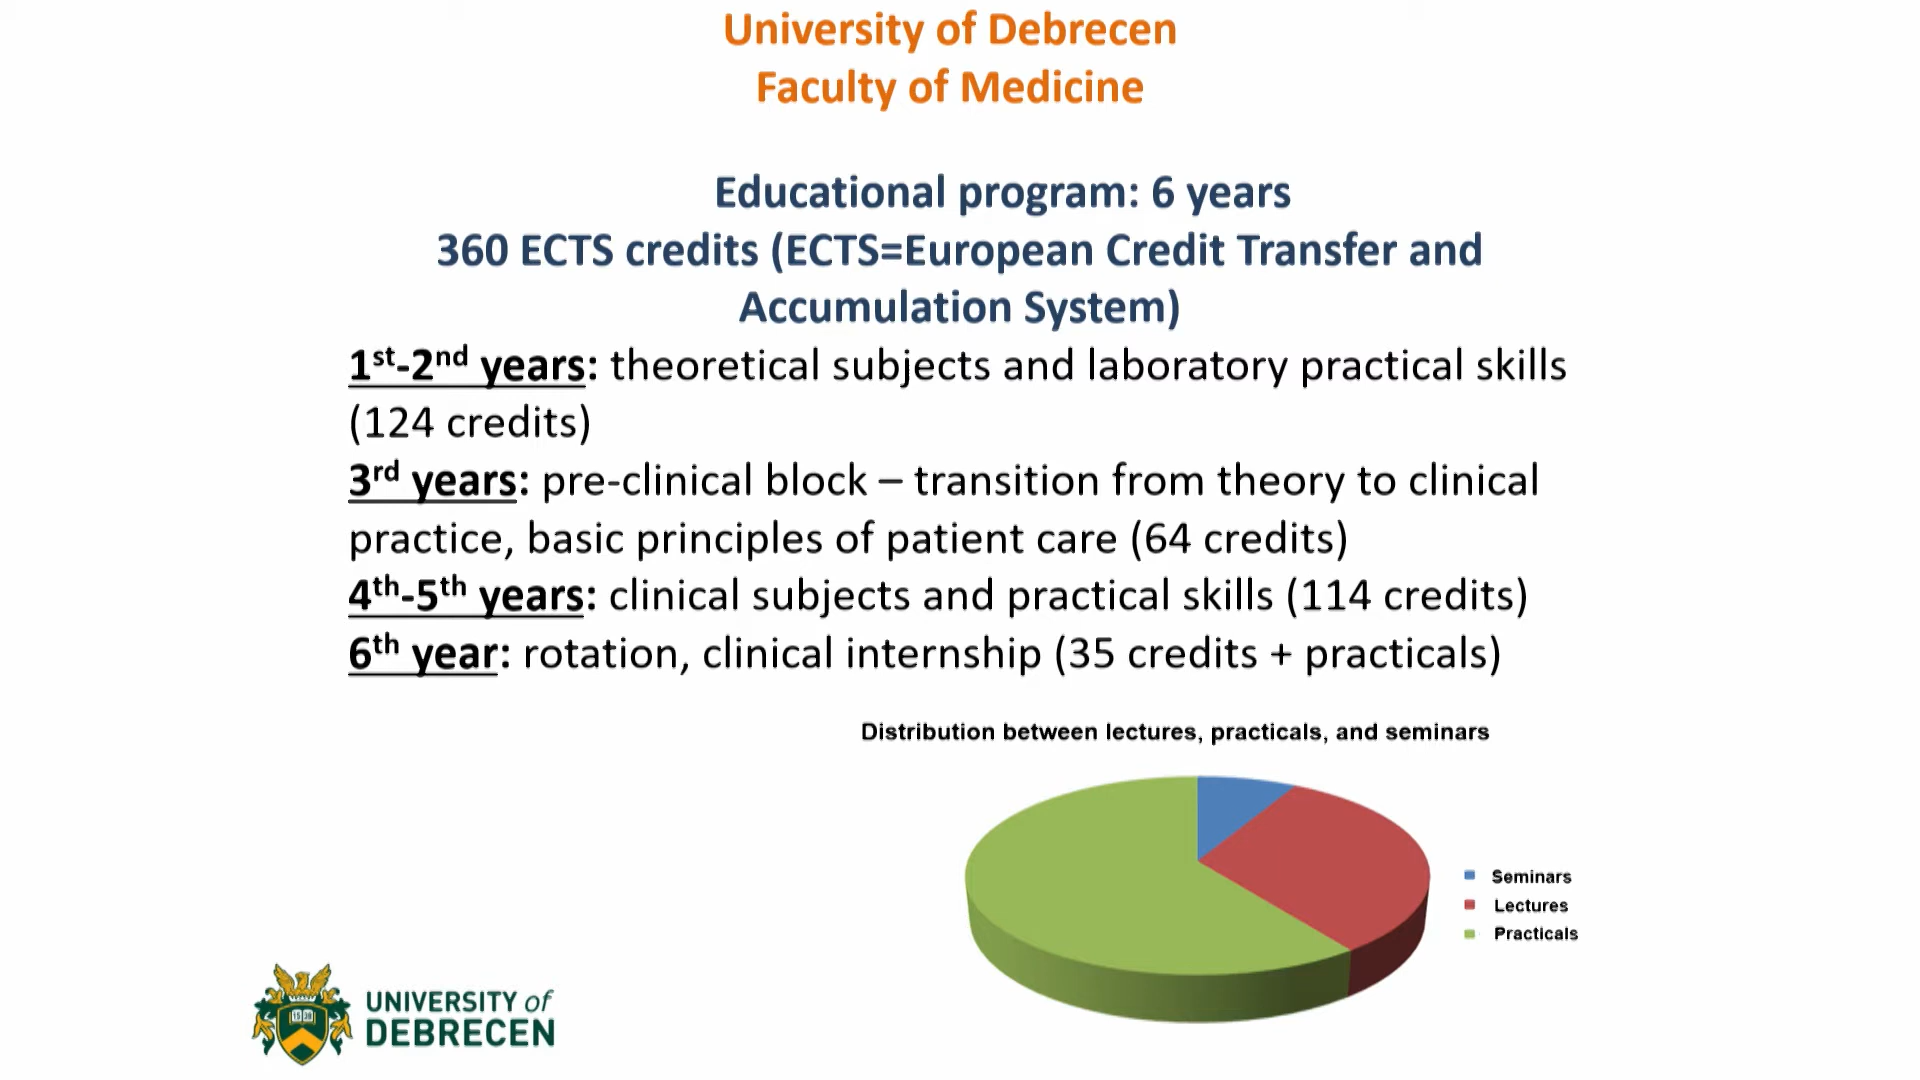 University of Debrecen
Faculty of Medicine
Educational program: 6 years
360 ECTS credits (ECTS=European Credit Transfer and
Accumulation System)
1st-2nd years: theoretical subjects and laboratory practical skills
(124 credits)
3rd years: pre-clinical block – transition from theory to clinical
practice, basic principles of patient care (64 credits)
4th-5th years: clinical subjects and practical skills (114 credits)
6th year: rotation, clinical internship (35 credits + practicals)
Distribution between lectures, practicals, and seminars
Seminars
Lectures
Practicals
UNIVERSITY of
DEBRECEN